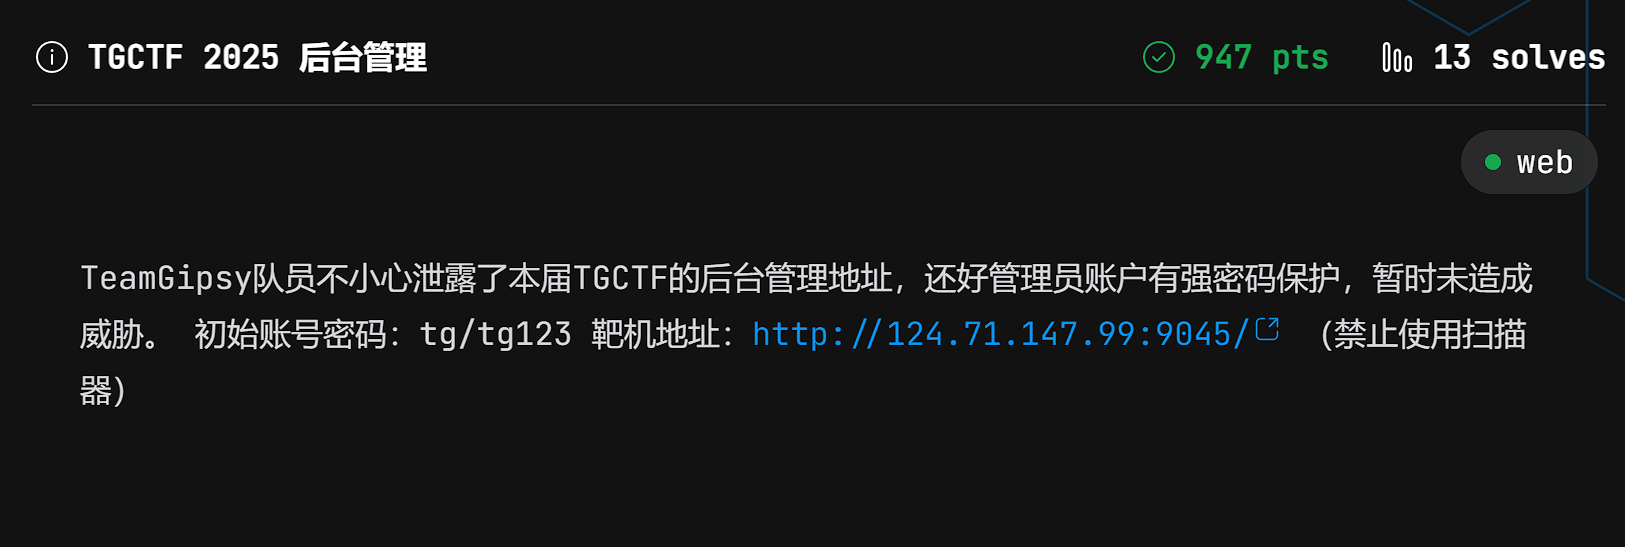 TGCTF 2025 后台管理
947 pts
13 solves
web
TeamGipsy队员不小心泄露了本届TGCTF的后台管理地址，还好管理员账户有强密码保护，暂时未造成
威胁。 初始账号密码：tg/tg123 靶机地址：http://124.71.147.99:9045/ （禁止使用扫描
器）